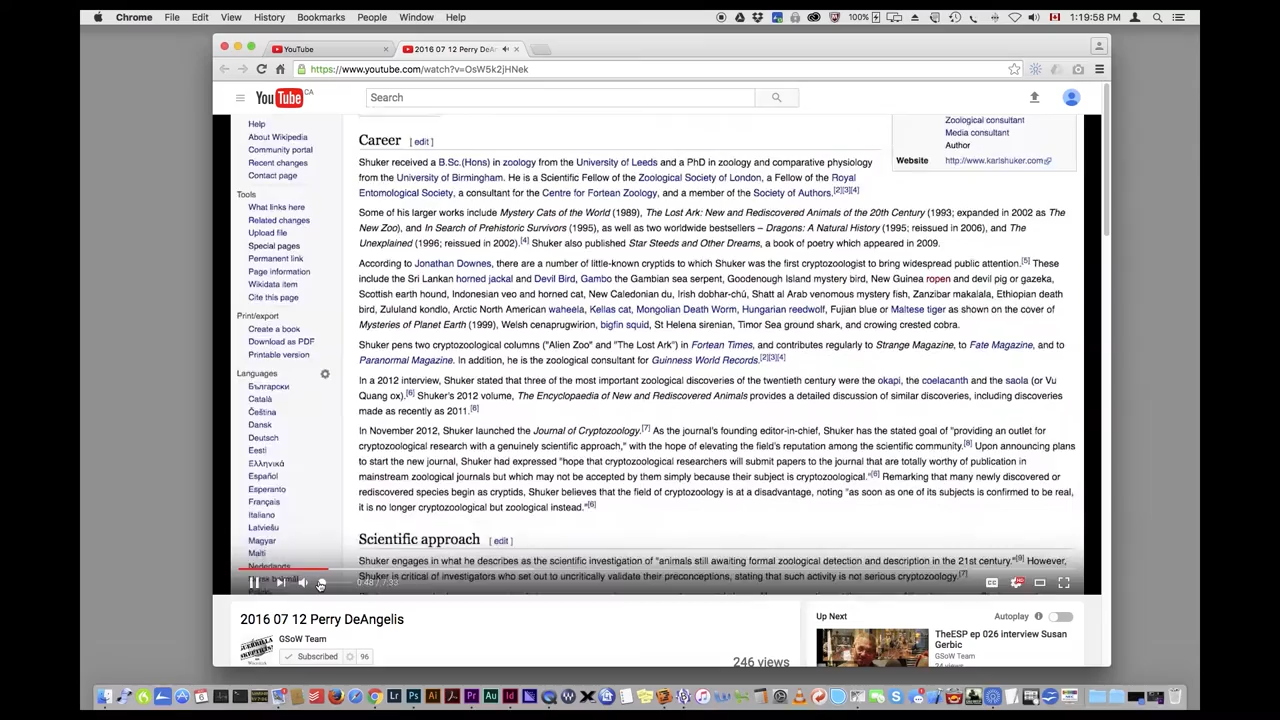 Chrome File Edit View History Bookmarks People Window Help 100% 1:19:58 PM
YouTube 2016 07 12 Perry DeAn
https://www.youtube.com/watch?v=OsW5k2jHNek
YouTube CA Search
Help
About Wikipedia
Community portal
Recent changes
Contact page
Tools
What links here
Related changes
Upload file
Special pages
Permanent link
Page information
Wikidata item
Cite this page
Print/export
Create a book
Download as PDF
Printable version
Languages
Български
Català
Čeština
Dansk
Deutsch
Eesti
Ελληνικά
Español
Esperanto
Français
Italiano
Latviešu
Magyar
Malti
Nederlands
Zoological consultant
Media consultant
Author
Website http://www.karlshuker.com
Career [ edit ]
Shuker received a B.Sc.(Hons) in zoology from the University of Leeds and a PhD in zoology and comparative physiology
from the University of Birmingham. He is a Scientific Fellow of the Zoological Society of London, a Fellow of the Royal
Entomological Society, a consultant for the Centre for Fortean Zoology, and a member of the Society of Authors.[2][3][4]
Some of his larger works include Mystery Cats of the World (1989), The Lost Ark: New and Rediscovered Animals of the 20th Century (1993; expanded in 2002 as The
New Zoo), and In Search of Prehistoric Survivors (1995), as well as two worldwide bestsellers – Dragons: A Natural History (1995; reissued in 2006), and The
Unexplained (1996; reissued in 2002).[4] Shuker also published Star Steeds and Other Dreams, a book of poetry which appeared in 2009.
According to Jonathan Downes, there are a number of little-known cryptids to which Shuker was the first cryptozoologist to bring widespread public attention.[5] These
include the Sri Lankan horned jackal and Devil Bird, Gambo the Gambian sea serpent, Goodenough Island mystery bird, New Guinea ropen and devil pig or gazeka,
Scottish earth hound, Indonesian veo and horned cat, New Caledonian du, Irish dobhar-chú, Shatt al Arab venomous mystery fish, Zanzibar makalala, Ethiopian death
bird, Zululand kondlo, Arctic North American waheela, Kellas cat, Mongolian Death Worm, Hungarian reedwolf, Fujian blue or Maltese tiger as shown on the cover of
Mysteries of Planet Earth (1999), Welsh cenaprugwirion, bigfin squid, St Helena sirenian, Timor Sea ground shark, and crowing crested cobra.
Shuker pens two cryptozoological columns ("Alien Zoo" and "The Lost Ark") in Fortean Times, and contributes regularly to Strange Magazine, to Fate Magazine, and to
Paranormal Magazine. In addition, he is the zoological consultant for Guinness World Records.[2][3][4]
In a 2012 interview, Shuker stated that three of the most important zoological discoveries of the twentieth century were the okapi, the coelacanth and the saola (or Vu
Quang ox).[6] Shuker's 2012 volume, The Encyclopaedia of New and Rediscovered Animals provides a detailed discussion of similar discoveries, including discoveries
made as recently as 2011.[6]
In November 2012, Shuker launched the Journal of Cryptozoology.[7] As the journal's founding editor-in-chief, Shuker has the stated goal of "providing an outlet for
cryptozoological research with a genuinely scientific approach," with the hope of elevating the field's reputation among the scientific community.[8] Upon announcing plans
to start the new journal, Shuker had expressed "hope that cryptozoological researchers will submit papers to the journal that are totally worthy of publication in
mainstream zoological journals but which may not be accepted by them simply because their subject is cryptozoological."[6] Remarking that many newly discovered or
rediscovered species begin as cryptids, Shuker believes that the field of cryptozoology is at a disadvantage, noting "as soon as one of its subjects is confirmed to be real,
it is no longer cryptozoological but zoological instead."[6]
Scientific approach [ edit ]
Shuker engages in what he describes as the scientific investigation of "animals still awaiting formal zoological detection and description in the 21st century."[9] However,
Shuker is critical of investigators who set out to uncritically validate their preconceptions, stating that such activity is not serious cryptozoology.[7]
0:48 / 7:33 CC HD
2016 07 12 Perry DeAngelis
GSoW Team
Subscribed 96
246 views
Up Next Autoplay
TheESP ep 026 interview Susan
Gerbic
GSoW Team
24 views